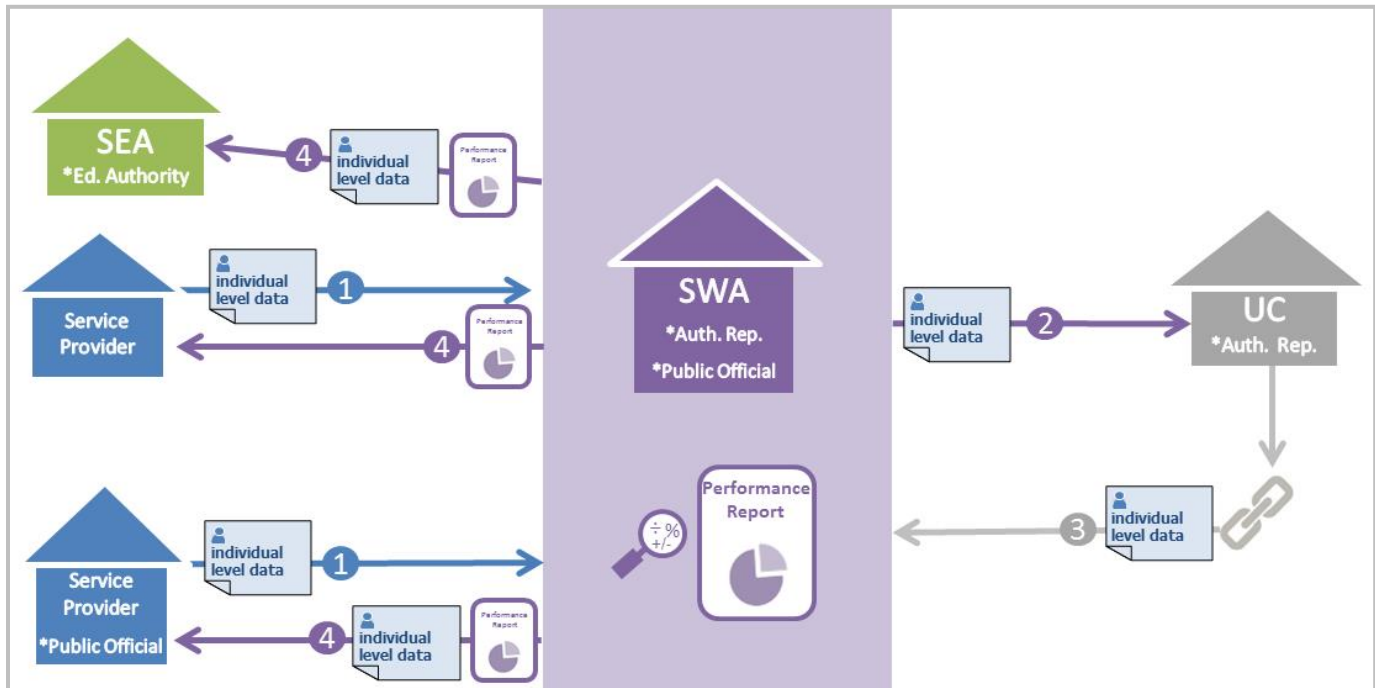 SEA
*Ed. Authority
4
individual
level data
Performance
Report
Service
Provider
individual
level data
1
4
Performance
Report
Service
Provider
*Public Official
individual
level data
1
4
individual
level data
Performance
Report
SWA
*Auth. Rep.
*Public Official
÷ %
+/-
Performance
Report
individual
level data
2
UC
*Auth. Rep.
3
individual
level data